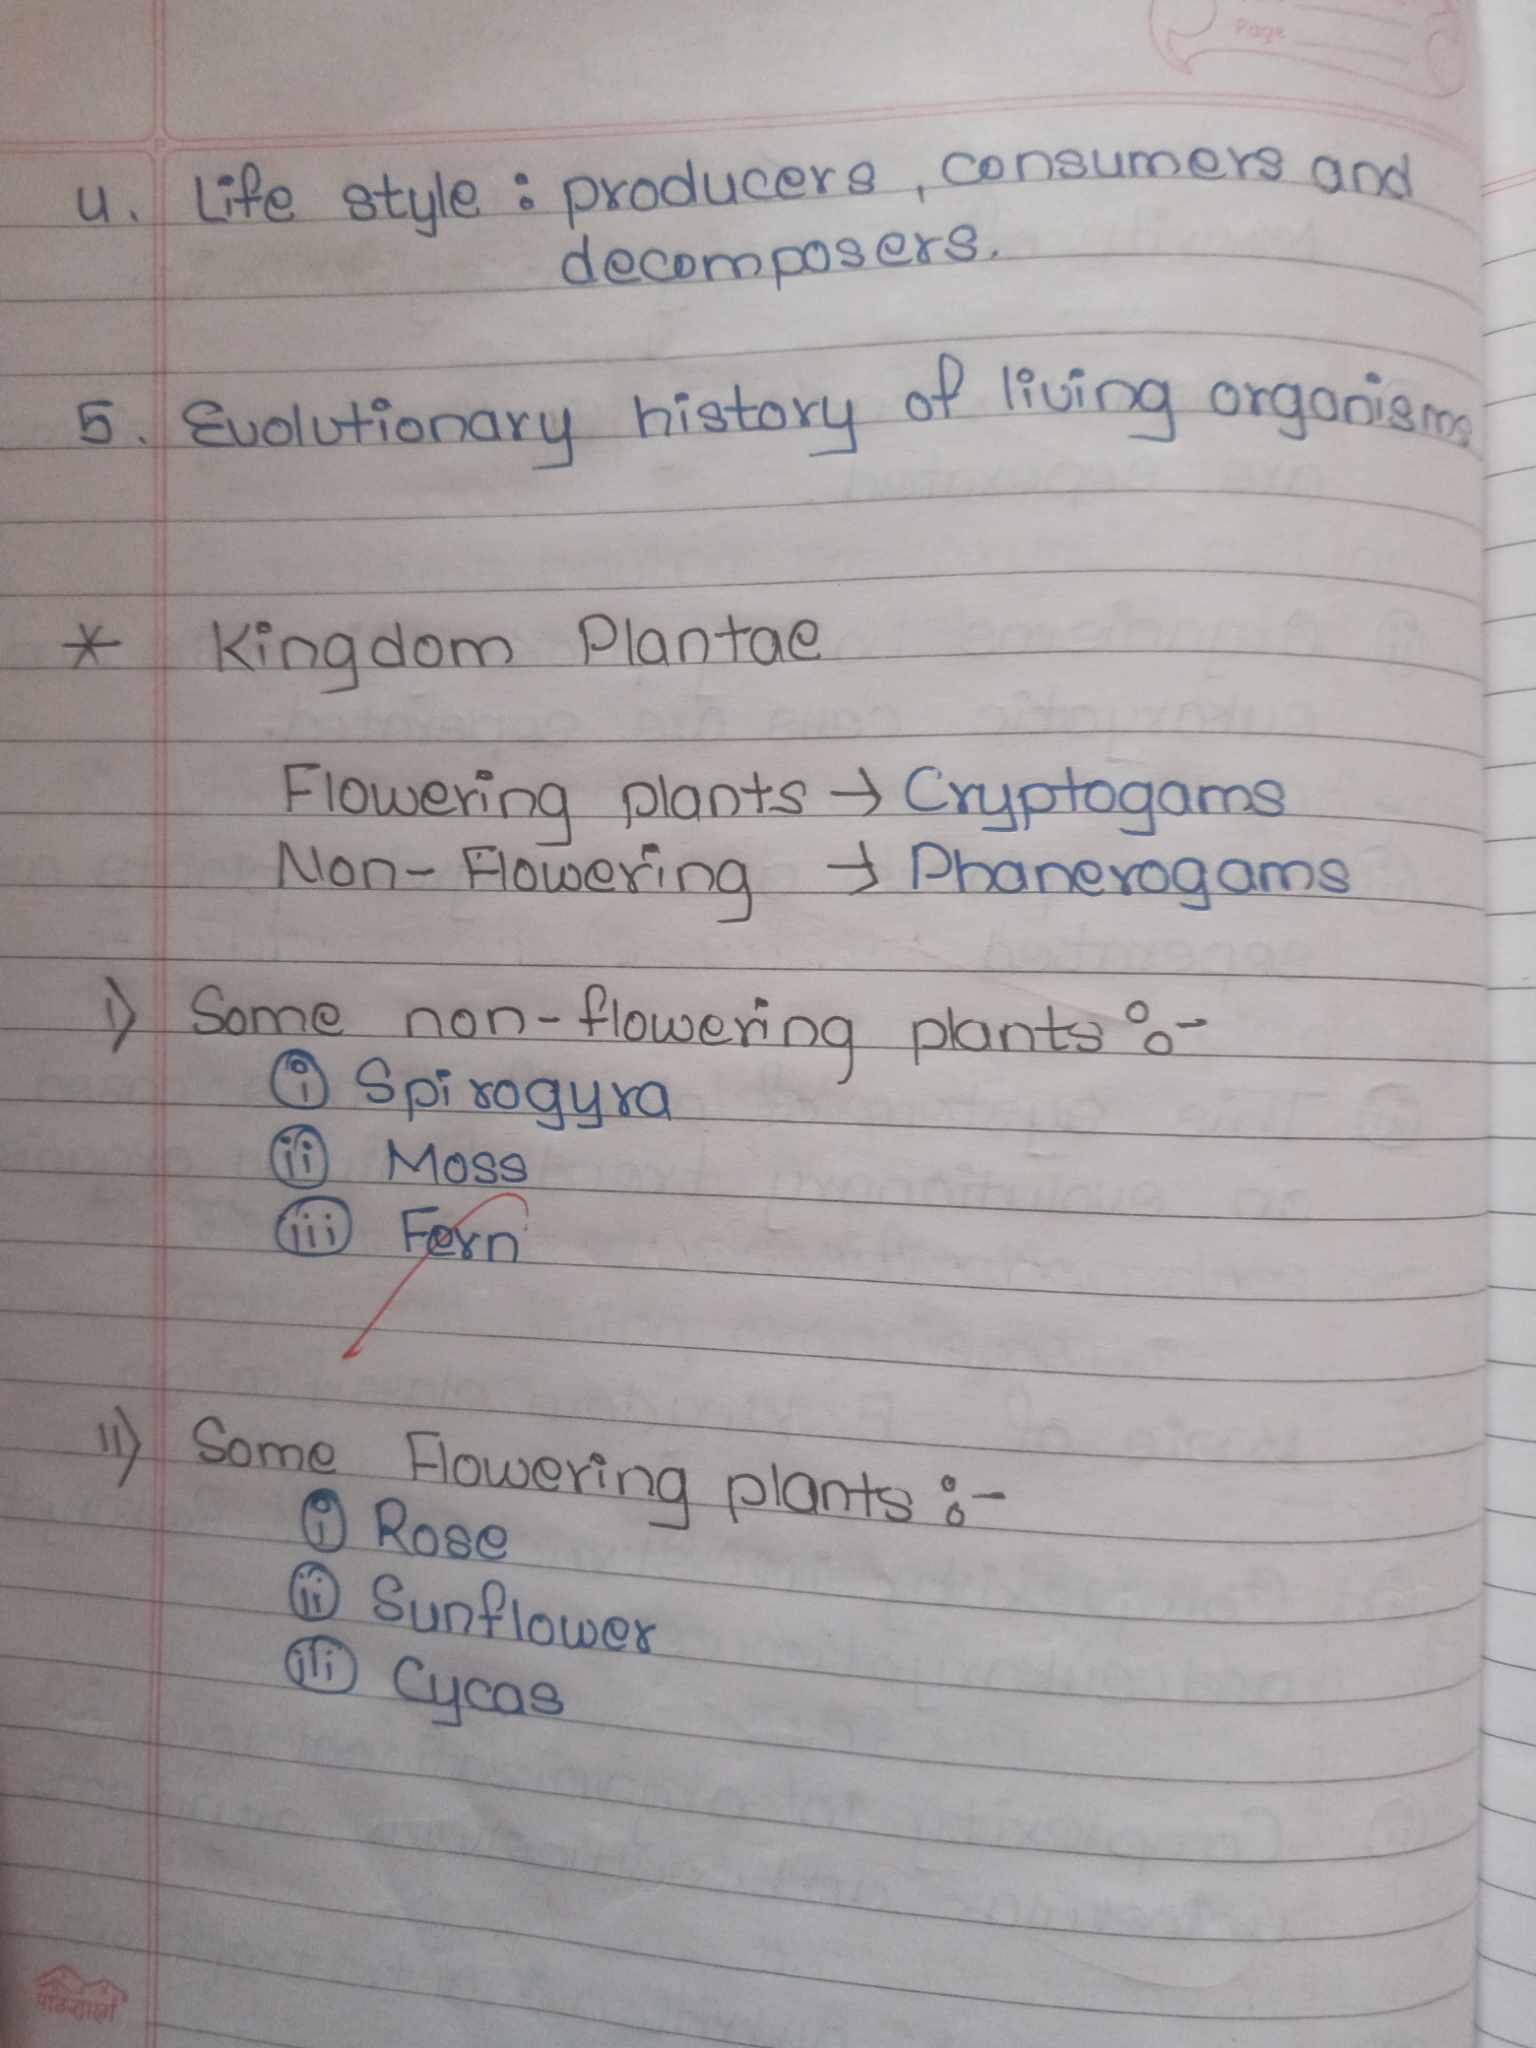 Page
4. Life style : producers, consumers and
decomposers.
5. Evolutionary history of living organisms
* Kingdom Plantae
Flowering plants → Cryptogams
Non-Flowering → Phanerogams
i) Some non-flowering plants :-
(i) Spirogyra
(ii) Moss
(iii) Fern
ii) Some Flowering plants :-
(i) Rose
(ii) Sunflower
(iii) Cycas